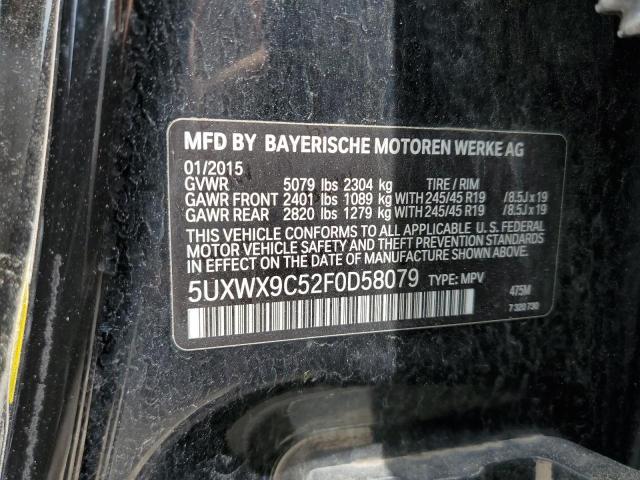 MFD BY BAYERISCHE MOTOREN WERKE AG
01/2015
GVWR 5079 lbs 2304 kg TIRE / RIM
GAWR FRONT 2401 lbs 1089 kg WITH 245/45 R19 /8.5J x 19
GAWR REAR 2820 lbs 1279 kg WITH 245/45 R19 /8.5J x 19
THIS VEHICLE CONFORMS TO ALL APPLICABLE U. S. FEDERAL
MOTOR VEHICLE SAFETY AND THEFT PREVENTION STANDARDS
IN EFFECT ON THE DATE OF MANUFACTURE SHOWN ABOVE.
5UXWX9C52F0D58079 TYPE: MPV 475M
7 320 730